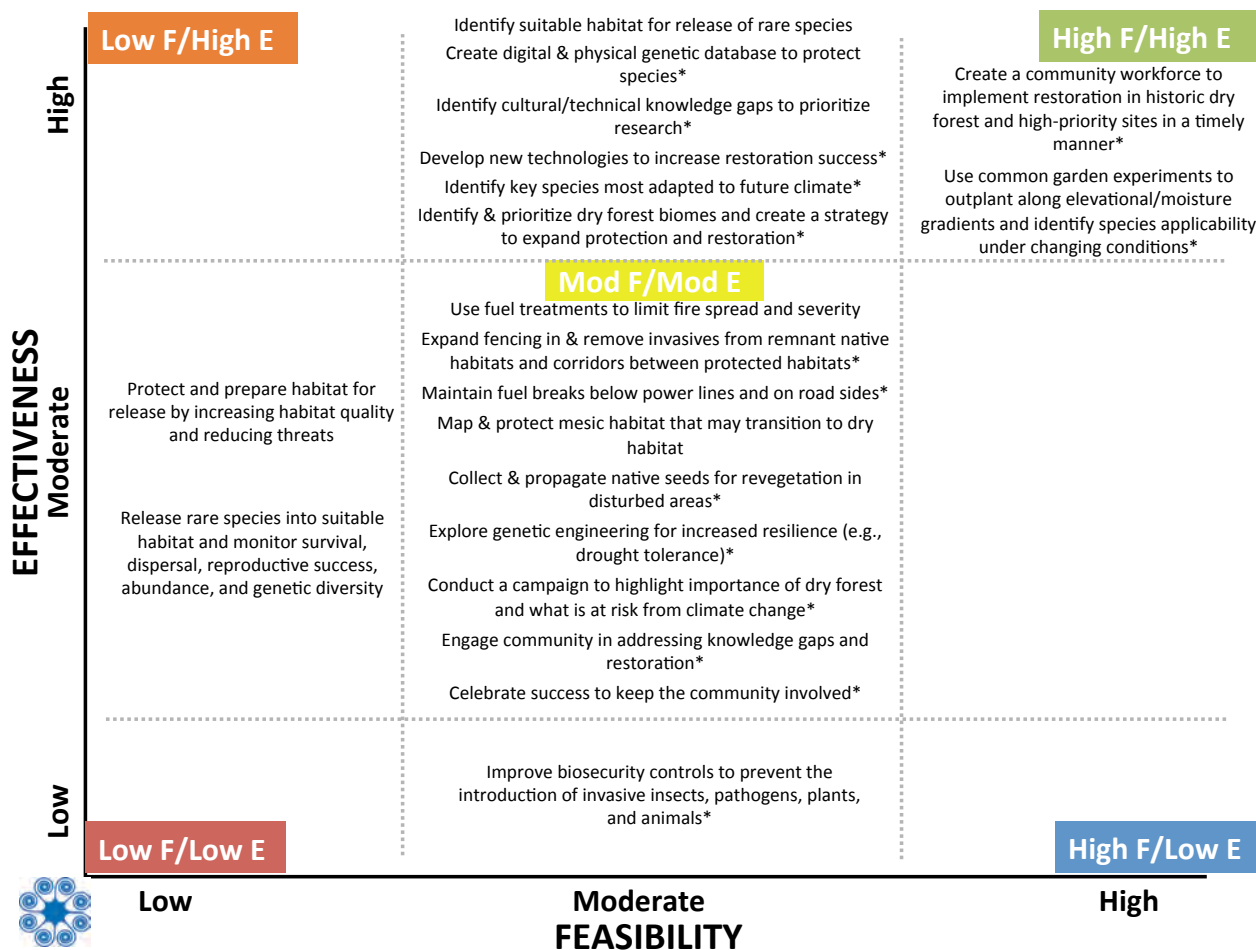 Low F/High E
Identify suitable habitat for release of rare species
Create digital & physical genetic database to protect
species*
Identify cultural/technical knowledge gaps to prioritize
research*
Develop new technologies to increase restoration success*
Identify key species most adapted to future climate*
Identify & prioritize dry forest biomes and create a strategy
to expand protection and restoration*
High F/High E
Create a community workforce to
implement restoration in historic dry
forest and high-priority sites in a timely
manner*
Use common garden experiments to
outplant along elevational/moisture
gradients and identify species applicability
under changing conditions*
High
EFFECTIVENESS
Moderate
Protect and prepare habitat for
release by increasing habitat quality
and reducing threats
Release rare species into suitable
habitat and monitor survival,
dispersal, reproductive success,
abundance, and genetic diversity
Mod F/Mod E
Use fuel treatments to limit fire spread and severity
Expand fencing in & remove invasives from remnant native
habitats and corridors between protected habitats*
Maintain fuel breaks below power lines and on road sides*
Map & protect mesic habitat that may transition to dry
habitat
Collect & propagate native seeds for revegetation in
disturbed areas*
Explore genetic engineering for increased resilience (e.g.,
drought tolerance)*
Conduct a campaign to highlight importance of dry forest
and what is at risk from climate change*
Engage community in addressing knowledge gaps and
restoration*
Celebrate success to keep the community involved*
Low
Improve biosecurity controls to prevent the
introduction of invasive insects, pathogens, plants,
and animals*
Low F/Low E
High F/Low E
Low
Moderate
High
FEASIBILITY